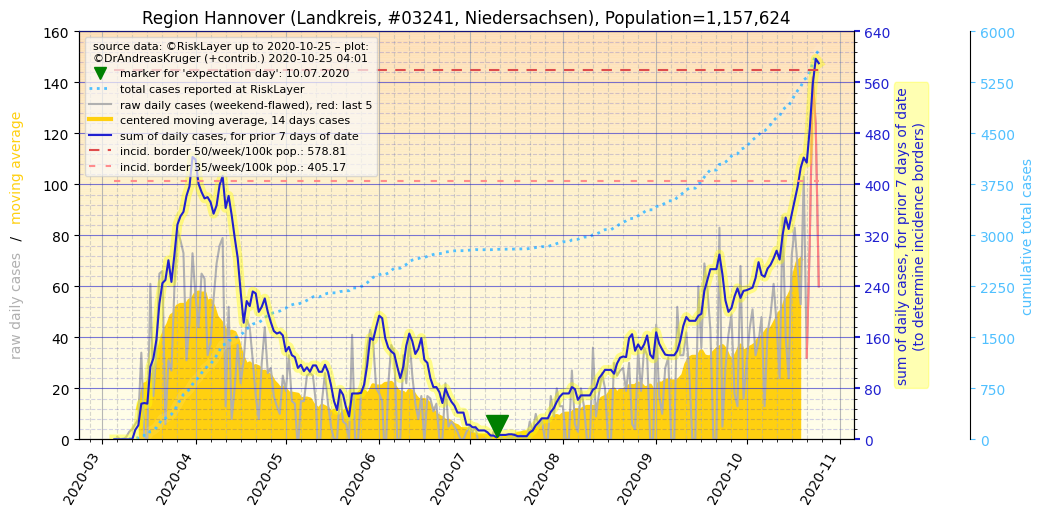 Region Hannover (Landkreis, #03241, Niedersachsen), Population=1,157,624
source data: ©RiskLayer up to 2020-10-25 – plot:
©DrAndreasKruger (+contrib.) 2020-10-25 04:01
marker for 'expectation day': 10.07.2020
total cases reported at RiskLayer
raw daily cases (weekend-flawed), red: last 5
centered moving average, 14 days cases
sum of daily cases, for prior 7 days of date
incid. border 50/week/100k pop.: 578.81
incid. border 35/week/100k pop.: 405.17
raw daily cases / moving average
160
140
120
100
80
60
40
20
0
640
560
480
400
320
240
160
80
0
sum of daily cases, for prior 7 days of date
(to determine incidence borders)
6000
5250
4500
3750
3000
2250
1500
750
0
cumulative total cases
2020-03
2020-04
2020-05
2020-06
2020-07
2020-08
2020-09
2020-10
2020-11